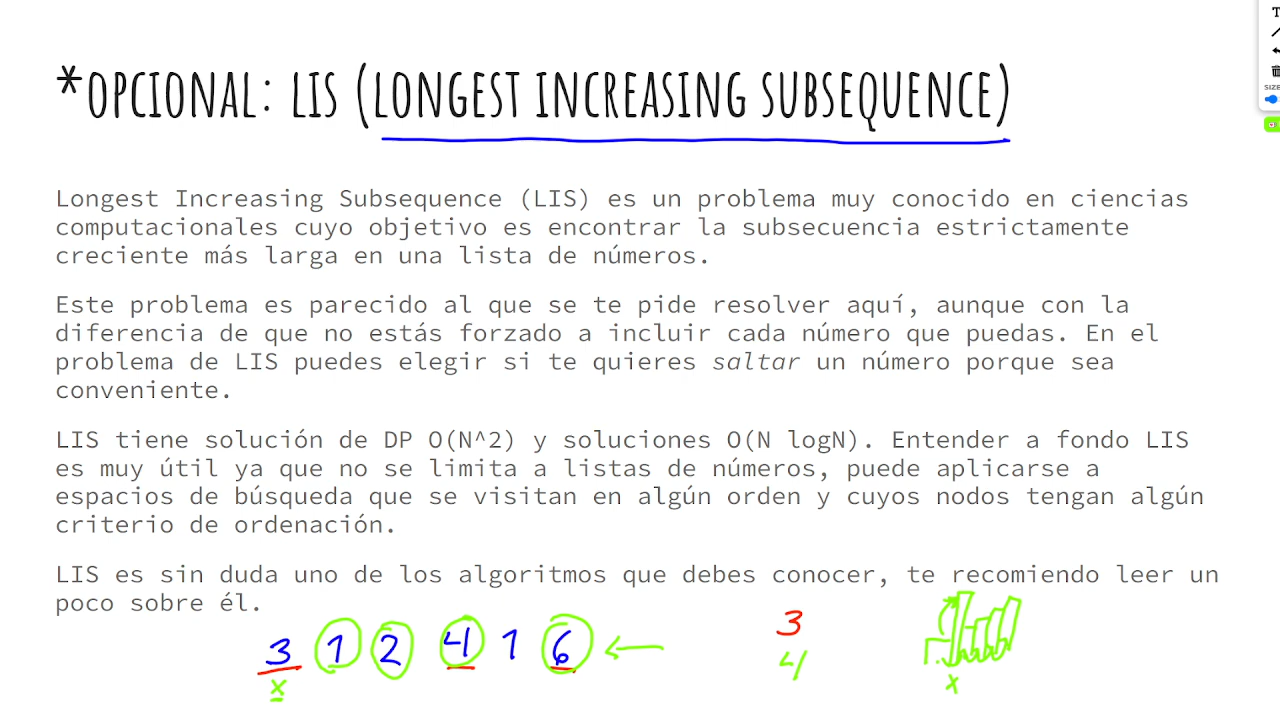 *OPCIONAL: LIS (LONGEST INCREASING SUBSEQUENCE)
Longest Increasing Subsequence (LIS) es un problema muy conocido en ciencias
computacionales cuyo objetivo es encontrar la subsecuencia estrictamente
creciente más larga en una lista de números.
Este problema es parecido al que se te pide resolver aquí, aunque con la
diferencia de que no estás forzado a incluir cada número que puedas. En el
problema de LIS puedes elegir si te quieres saltar un número porque sea
conveniente.
LIS tiene solución de DP O(N^2) y soluciones O(N logN). Entender a fondo LIS
es muy útil ya que no se limita a listas de números, puede aplicarse a
espacios de búsqueda que se visitan en algún orden y cuyos nodos tengan algún
criterio de ordenación.
LIS es sin duda uno de los algoritmos que debes conocer, te recomiendo leer un
poco sobre él.
3 1 2 4 1 6
x
3
4
x
T
SIZE